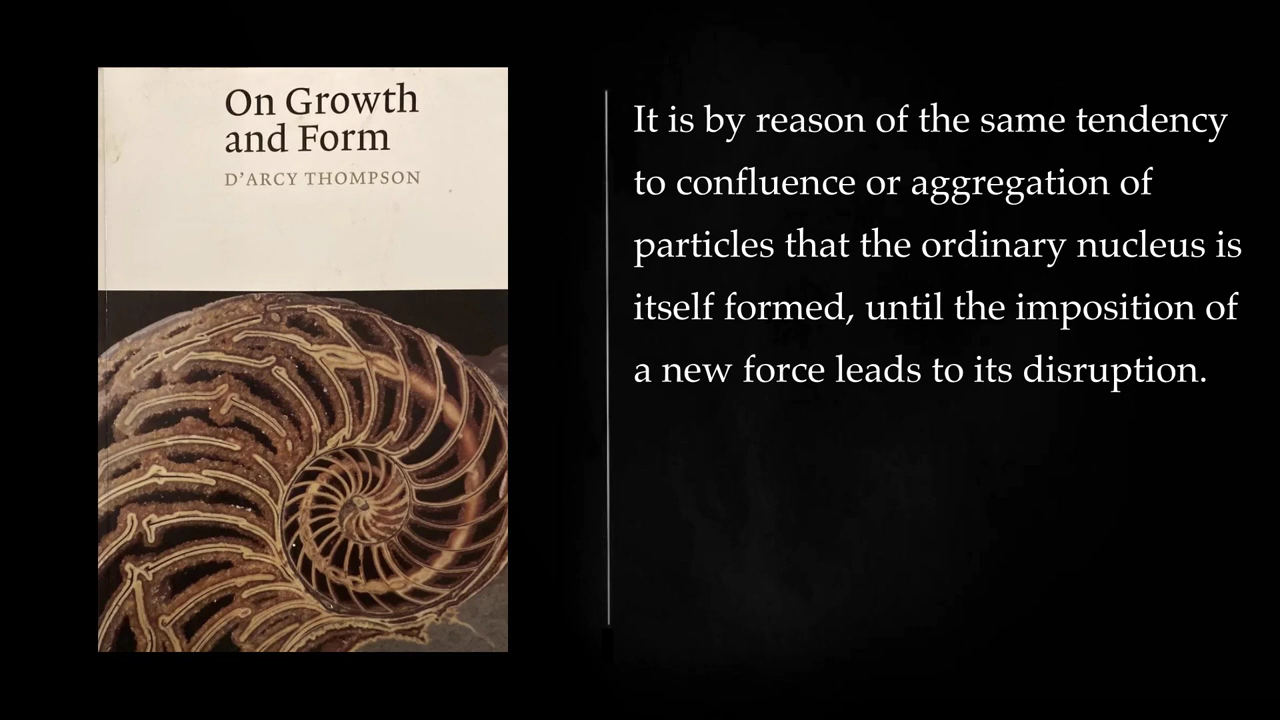 On Growth
and Form
D'ARCY THOMPSON
It is by reason of the same tendency
to confluence or aggregation of
particles that the ordinary nucleus is
itself formed, until the imposition of
a new force leads to its disruption.